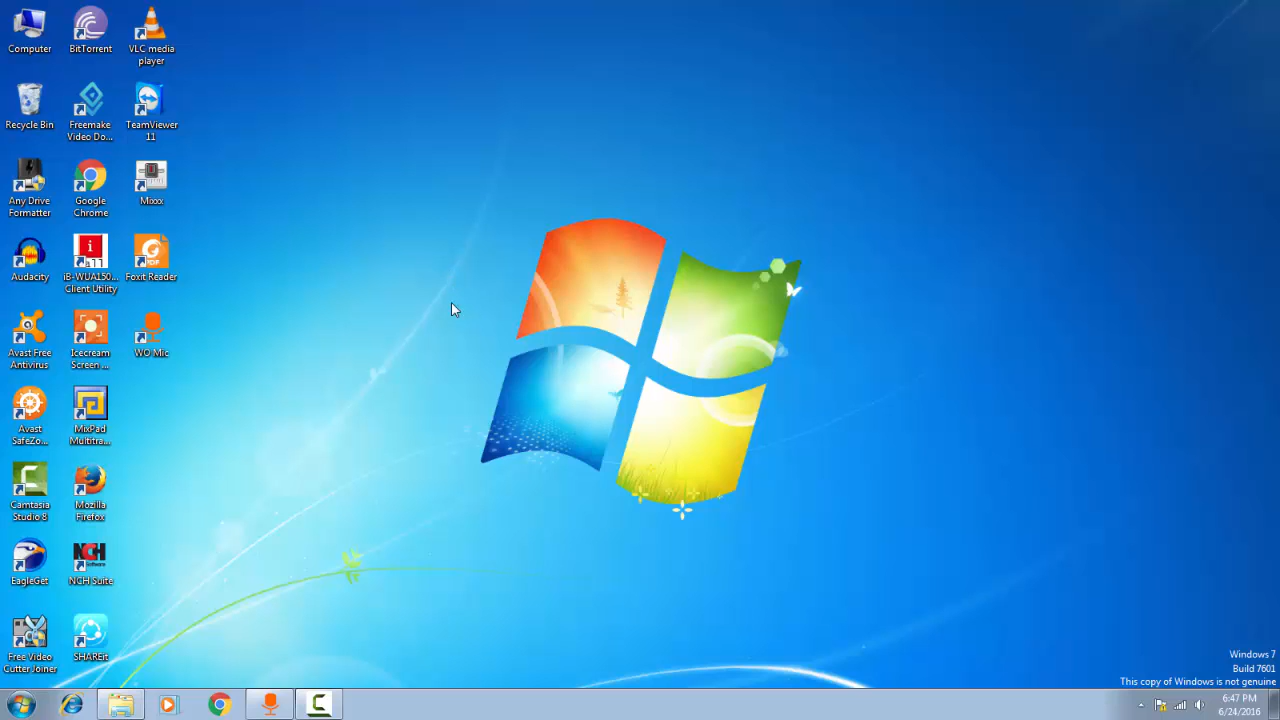 Computer
BitTorrent
VLC media
player
Recycle Bin
Freemake
Video Do...
TeamViewer
11
Any Drive
Formatter
Google
Chrome
Mixxx
Audacity
iB-WUA150...
Client Utility
Foxit Reader
Avast Free
Antivirus
Icecream
Screen ...
WO Mic
Avast
SafeZo...
MixPad
Multitra...
Camtasia
Studio 8
Mozilla
Firefox
EagleGet
NCH Suite
Free Video
Cutter Joiner
SHAREit
Windows 7
Build 7601
This copy of Windows is not genuine
6:47 PM
6/24/2016